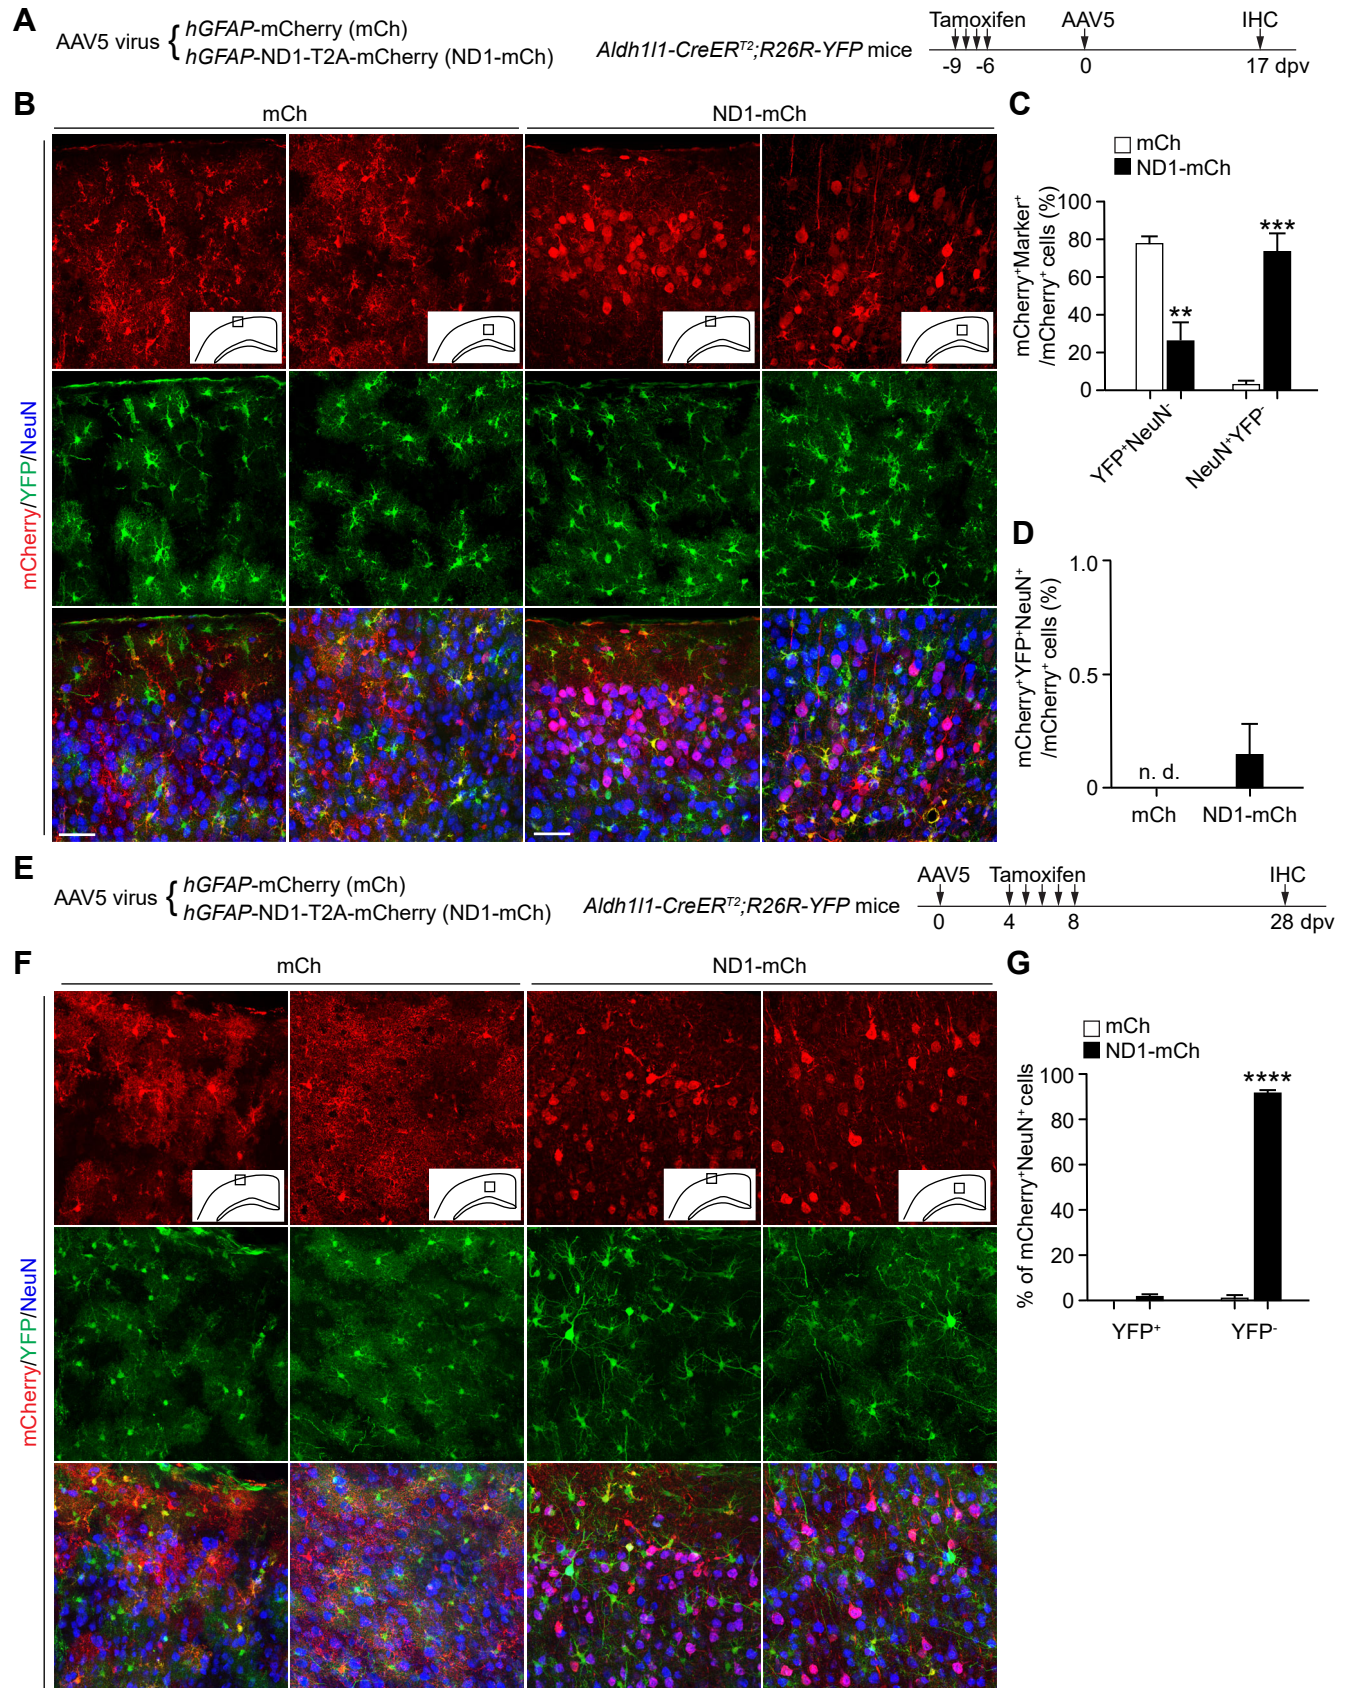 A
AAV5 virus { hGFAP-mCherry (mCh)
hGFAP-ND1-T2A-mCherry (ND1-mCh)
Aldh1l1-CreER^T2;R26R-YFP mice
Tamoxifen AAV5 IHC
-9 -6 0 17 dpv
B
mCh ND1-mCh
mCherry/YFP/NeuN
C
mCh
ND1-mCh
mCherry⁺Marker⁺
/mCherry⁺ cells (%)
100
80
60
40
20
0
**
***
YFP⁺NeuN⁻
NeuN⁺YFP⁻
D
mCherry⁺YFP⁺NeuN⁺
/mCherry⁺ cells (%)
1.0
0.5
0
n. d.
mCh ND1-mCh
E
AAV5 virus { hGFAP-mCherry (mCh)
hGFAP-ND1-T2A-mCherry (ND1-mCh)
Aldh1l1-CreER^T2;R26R-YFP mice
AAV5 Tamoxifen IHC
0 4 8 28 dpv
F
mCh ND1-mCh
mCherry/YFP/NeuN
G
mCh
ND1-mCh
% of mCherry⁺NeuN⁺ cells
100
80
60
40
20
0
****
YFP⁺ YFP⁻